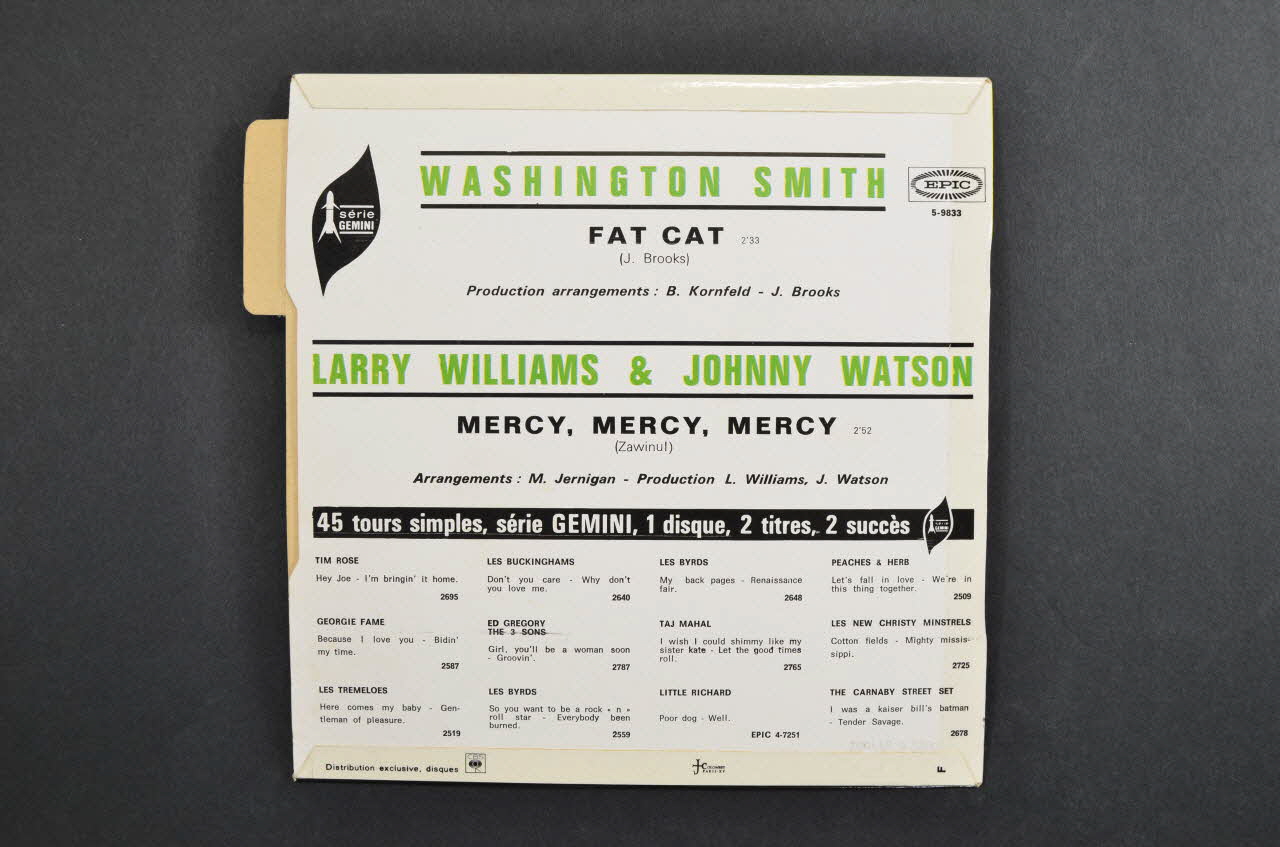 WASHINGTON SMITH
EPIC
5-9833
série
GEMINI
FAT CAT 2'33
(J. Brooks)
Production arrangements : B. Kornfeld - J. Brooks
LARRY WILLIAMS & JOHNNY WATSON
MERCY, MERCY, MERCY 2'52
(Zawinul)
Arrangements : M. Jernigan - Production L. Williams, J. Watson
45 tours simples, série GEMINI, 1 disque, 2 titres, 2 succès
TIM ROSE
Hey Joe - I'm bringin' it home.
2695
LES BUCKINGHAMS
Don't you care - Why don't
you love me.
2640
LES BYRDS
My back pages - Renaissance
fair.
2648
PEACHES & HERB
Let's fall in love - We're in
this thing together.
2509
GEORGIE FAME
Because I love you - Bidin'
my time.
2587
ED GREGORY
THE 3 SONS
Girl, you'll be a woman soon
- Groovin'.
2787
TAJ MAHAL
I wish I could shimmy like my
sister kate - Let the good times
roll.
2765
LES NEW CHRISTY MINSTRELS
Cotton fields - Mighty missis-
sippi.
2725
LES TREMELOES
Here comes my baby - Gen-
tleman of pleasure.
2519
LES BYRDS
So you want to be a rock « n »
roll star - Everybody been
burned.
2559
LITTLE RICHARD
Poor dog - Well.
EPIC 4-7251
THE CARNABY STREET SET
I was a kaiser bill's batman
- Tender Savage.
2678
Distribution exclusive, disques CBS
F